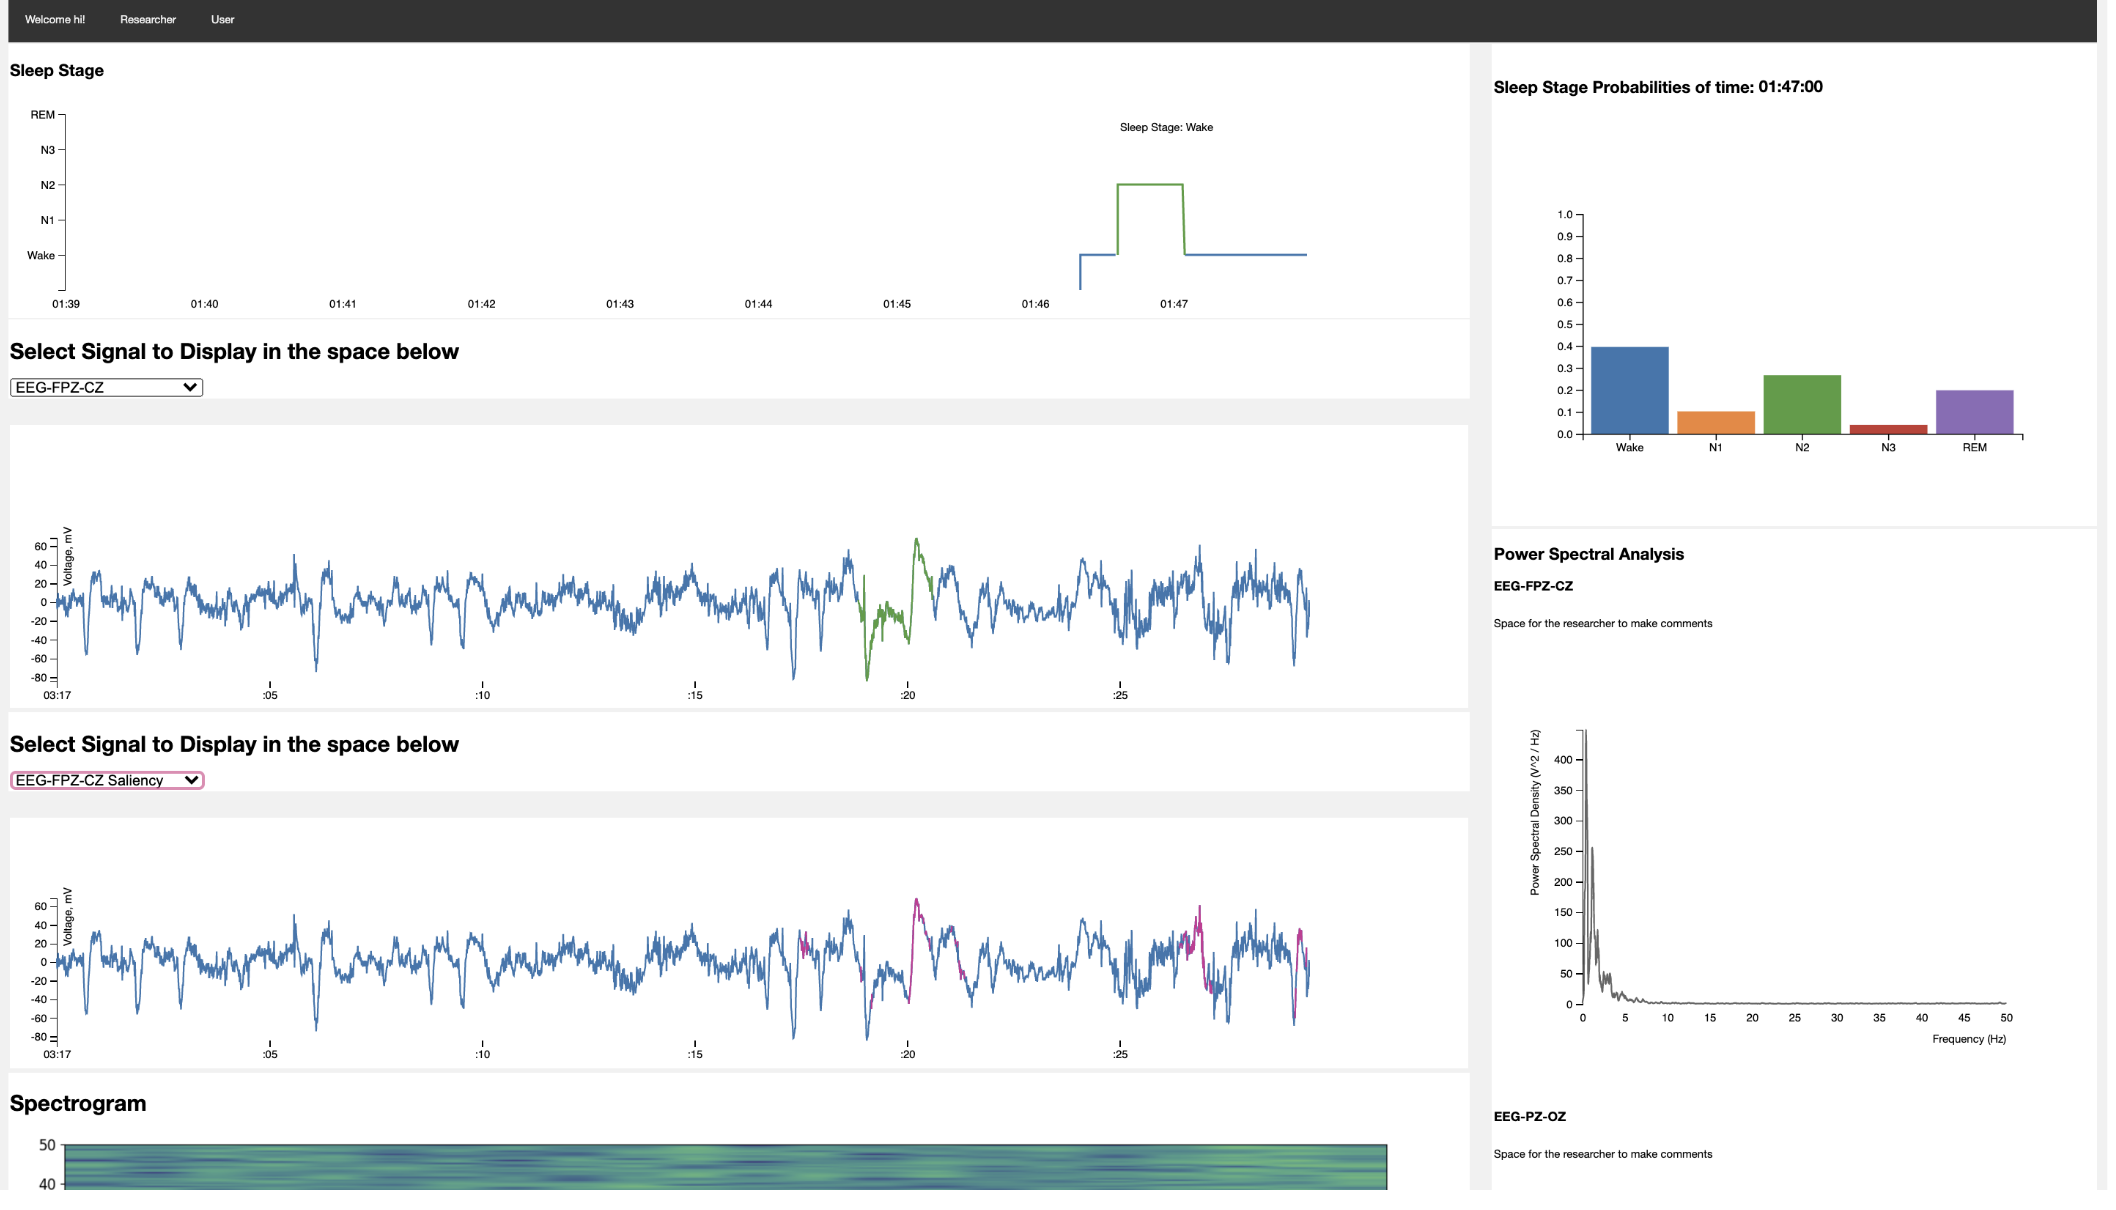 Welcome hi! Researcher User
Sleep Stage
Sleep Stage: Wake
REM
N3
N2
N1
Wake
01:39 01:40 01:41 01:42 01:43 01:44 01:45 01:46 01:47
Select Signal to Display in the space below
EEG-FPZ-CZ
Voltage, mV
60
40
20
0
-20
-40
-60
-80
03:17 :05 :10 :15 :20 :25
Select Signal to Display in the space below
EEG-FPZ-CZ Saliency
Voltage, mV
60
40
20
0
-20
-40
-60
-80
03:17 :05 :10 :15 :20 :25
Spectrogram
50
40
Sleep Stage Probabilities of time: 01:47:00
1.0
0.9
0.8
0.7
0.6
0.5
0.4
0.3
0.2
0.1
0.0
Wake N1 N2 N3 REM
Power Spectral Analysis
EEG-FPZ-CZ
Space for the researcher to make comments
Power Spectral Density (V^2 / Hz)
400
350
300
250
200
150
100
50
0
0 5 10 15 20 25 30 35 40 45 50
Frequency (Hz)
EEG-PZ-OZ
Space for the researcher to make comments